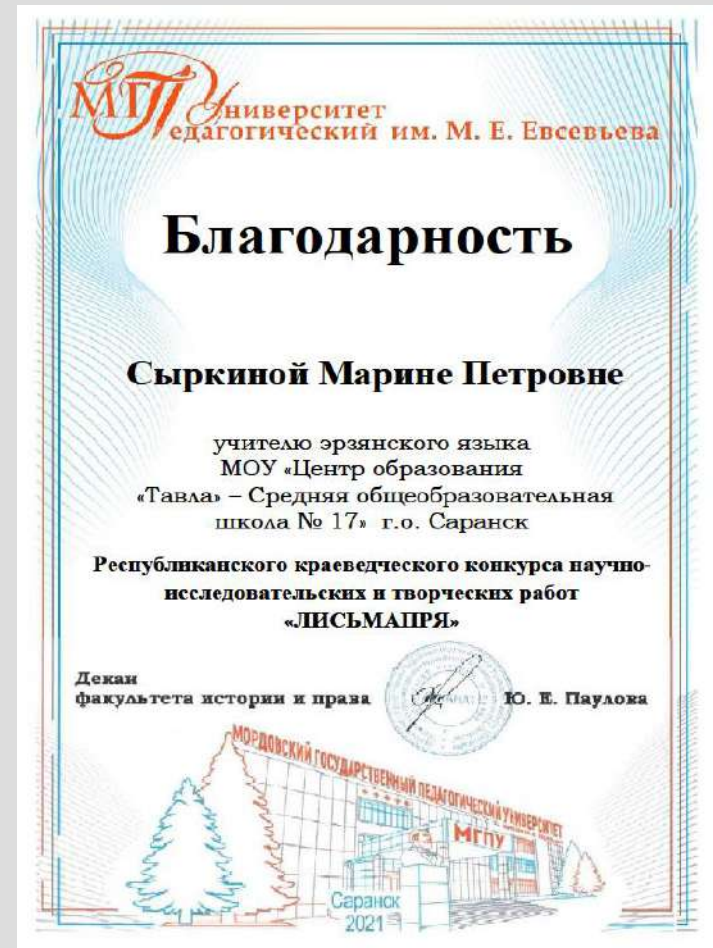 МГПУниверситет
Педагогический им. М. Е. Евсевьева
Благодарность
Сыркиной Марине Петровне
учителю эрзянского языка
МОУ «Центр образования
«Тавла» – Средняя общеобразовательная
школа № 17» г.о. Саранск
Республиканского краеведческого конкурса научно-
исследовательских и творческих работ
«ЛИСЬМАПРЯ»
Декан
факультета истории и права Ю. Е. Паулова
МОРДОВСКИЙ ГОСУДАРСТВЕННЫЙ ПЕДАГОГИЧЕСКИЙ УНИВЕРСИТЕТ
МГПУ
Саранск
2021